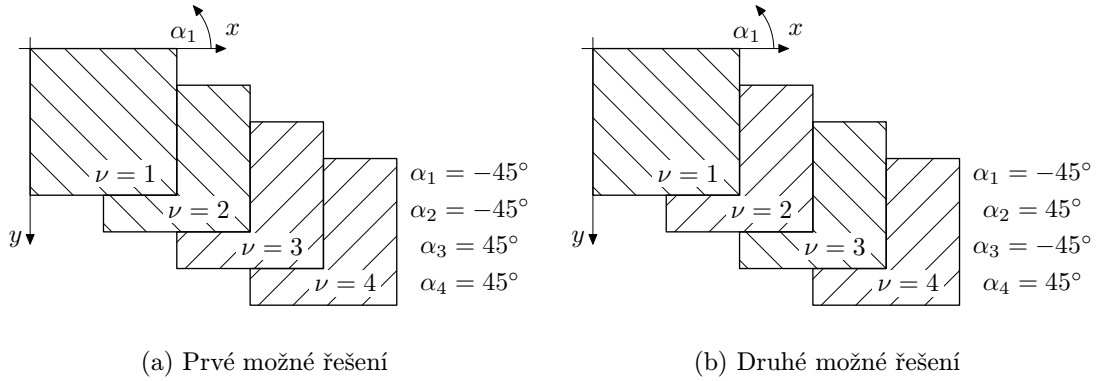 α₁ x
ν = 1
ν = 2
ν = 3
ν = 4
y
α₁ = −45°
α₂ = −45°
α₃ = 45°
α₄ = 45°
(a) Prvé možné řešení
α₁ x
ν = 1
ν = 2
ν = 3
ν = 4
y
α₁ = −45°
α₂ = 45°
α₃ = −45°
α₄ = 45°
(b) Druhé možné řešení